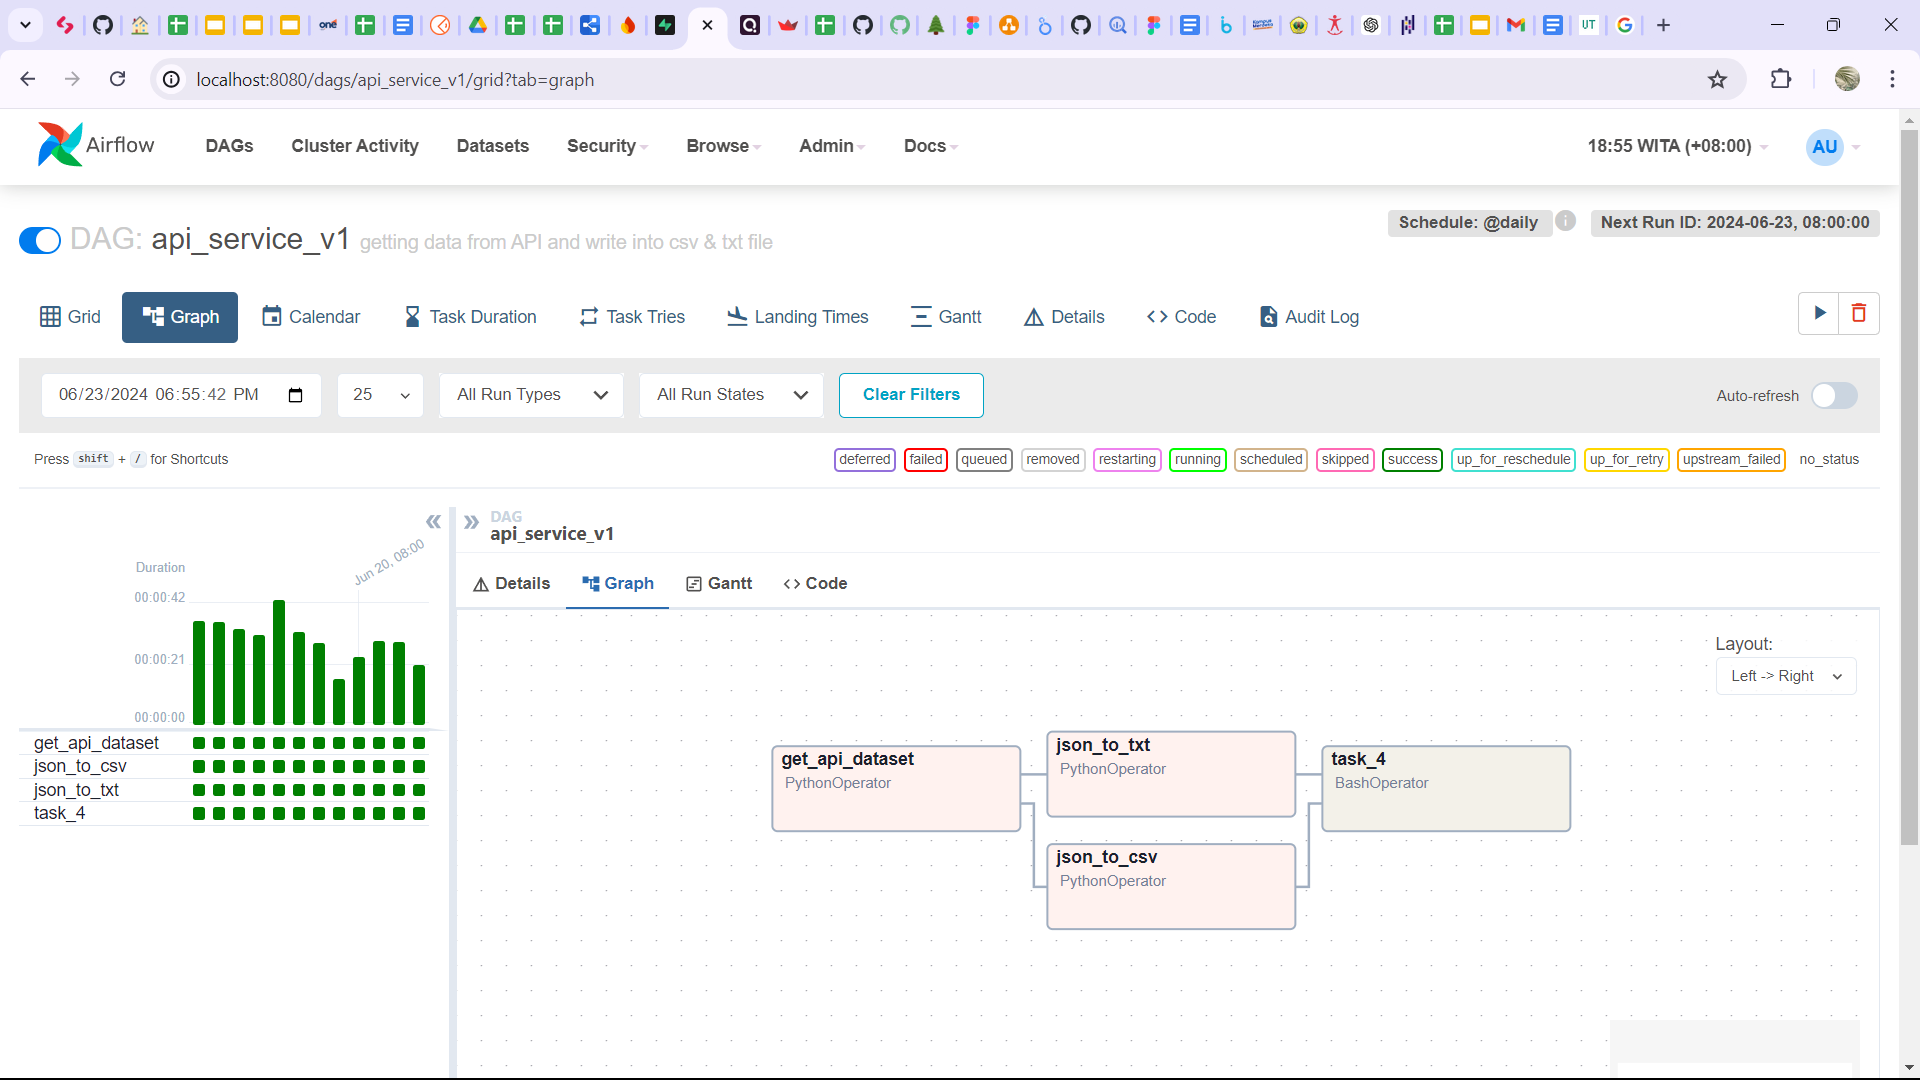 one
UT
localhost:8080/dags/api_service_v1/grid?tab=graph
Airflow
DAGs
Cluster Activity
Datasets
Security
Browse
Admin
Docs
18:55 WITA (+08:00)
AU
DAG: api_service_v1 getting data from API and write into csv & txt file
Schedule: @daily
Next Run ID: 2024-06-23, 08:00:00
Grid
Graph
Calendar
Task Duration
Task Tries
Landing Times
Gantt
Details
Code
Audit Log
06/23/2024 06:55:42 PM
25
All Run Types
All Run States
Clear Filters
Auto-refresh
Press shift + / for Shortcuts
deferred
failed
queued
removed
restarting
running
scheduled
skipped
success
up_for_reschedule
up_for_retry
upstream_failed
no_status
Duration
Jun 20, 08:00
00:00:42
00:00:21
00:00:00
get_api_dataset
json_to_csv
json_to_txt
task_4
DAG
api_service_v1
Details
Graph
Gantt
Code
Layout:
Left -> Right
get_api_dataset
PythonOperator
json_to_txt
PythonOperator
task_4
BashOperator
json_to_csv
PythonOperator